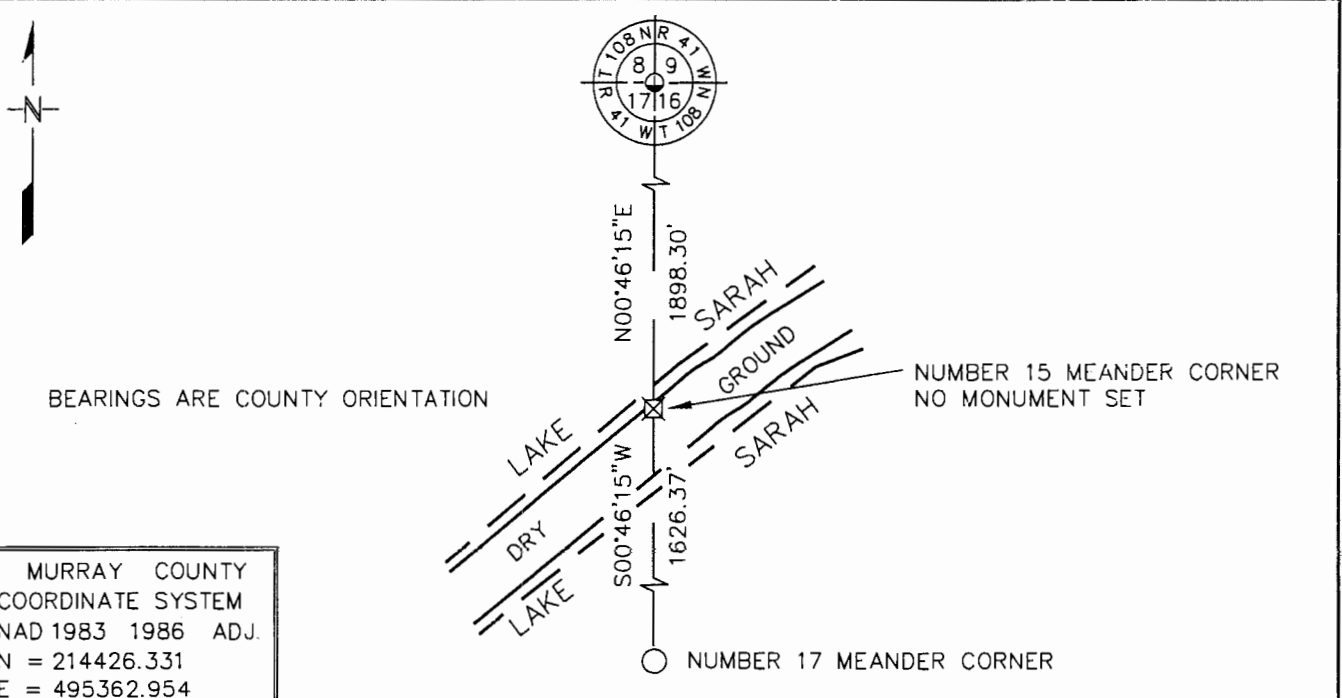 N
T 108 N R 41 W
8 9
17 16
T 108 N R 41 W
N00°46'15"E
1898.30'
SARAH
GROUND
NUMBER 15 MEANDER CORNER
NO MONUMENT SET
BEARINGS ARE COUNTY ORIENTATION
LAKE
SARAH
S00°46'15"W
1626.37'
DRY
LAKE
MURRAY COUNTY
COORDINATE SYSTEM
NAD 1983 1986 ADJ.
N = 214426.331
E = 495362.954
NUMBER 17 MEANDER CORNER